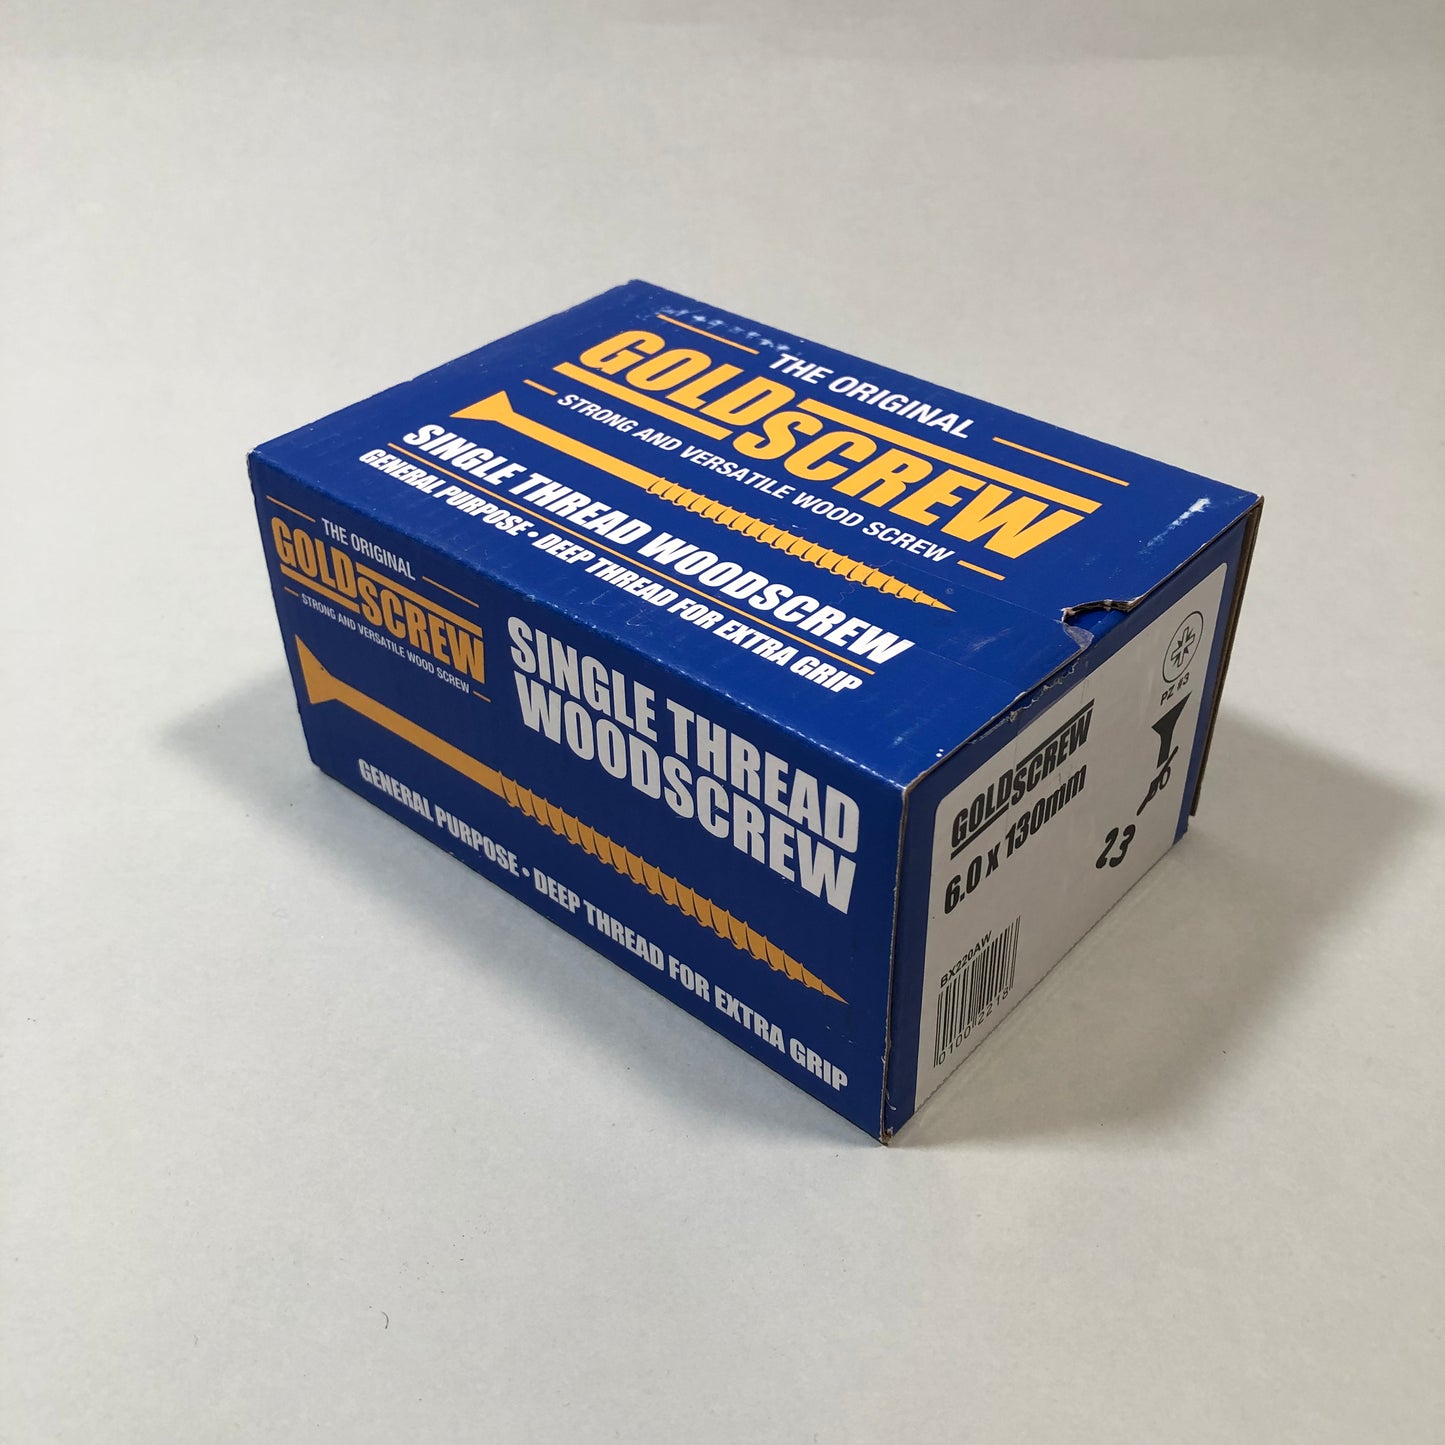 THE ORIGINAL
GOLDSCREW
STRONG AND VERSATILE WOOD SCREW
SINGLE THREAD WOODSCREW
GENERAL PURPOSE • DEEP THREAD FOR EXTRA GRIP
THE ORIGINAL
GOLDSCREW
STRONG AND VERSATILE WOOD SCREW
SINGLE THREAD
WOODSCREW
GENERAL PURPOSE • DEEP THREAD FOR EXTRA GRIP
PZ #3
GOLDSCREW
6.0 x 130mm
23
BX220AW
01002218